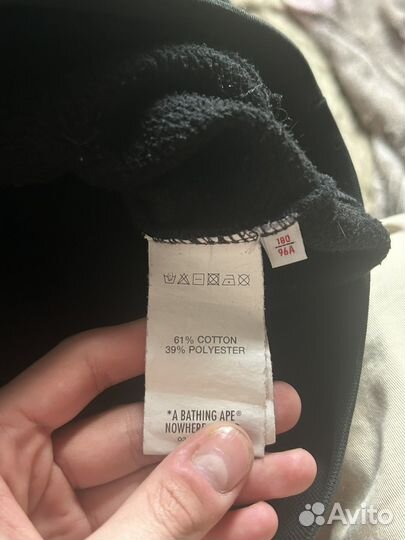 180
96A
61% COTTON
39% POLYESTER
*A BATHING APE®
NOWHERE
Avito